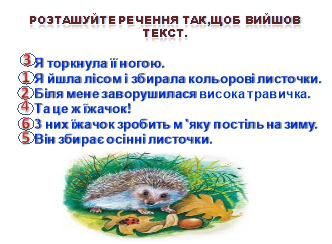 РОЗТАШУЙТЕ РЕЧЕННЯ ТАК,ЩОБ ВИЙШОВ
ТЕКСТ.
3 Я торкнула її ногою.
1 Я йшла лісом і збирала кольорові листочки.
2 Біля мене заворушилася висока травичка.
4 Та це ж їжачок!
6 З них їжачок зробить м`яку постіль на зиму.
5 Він збирає осінні листочки.